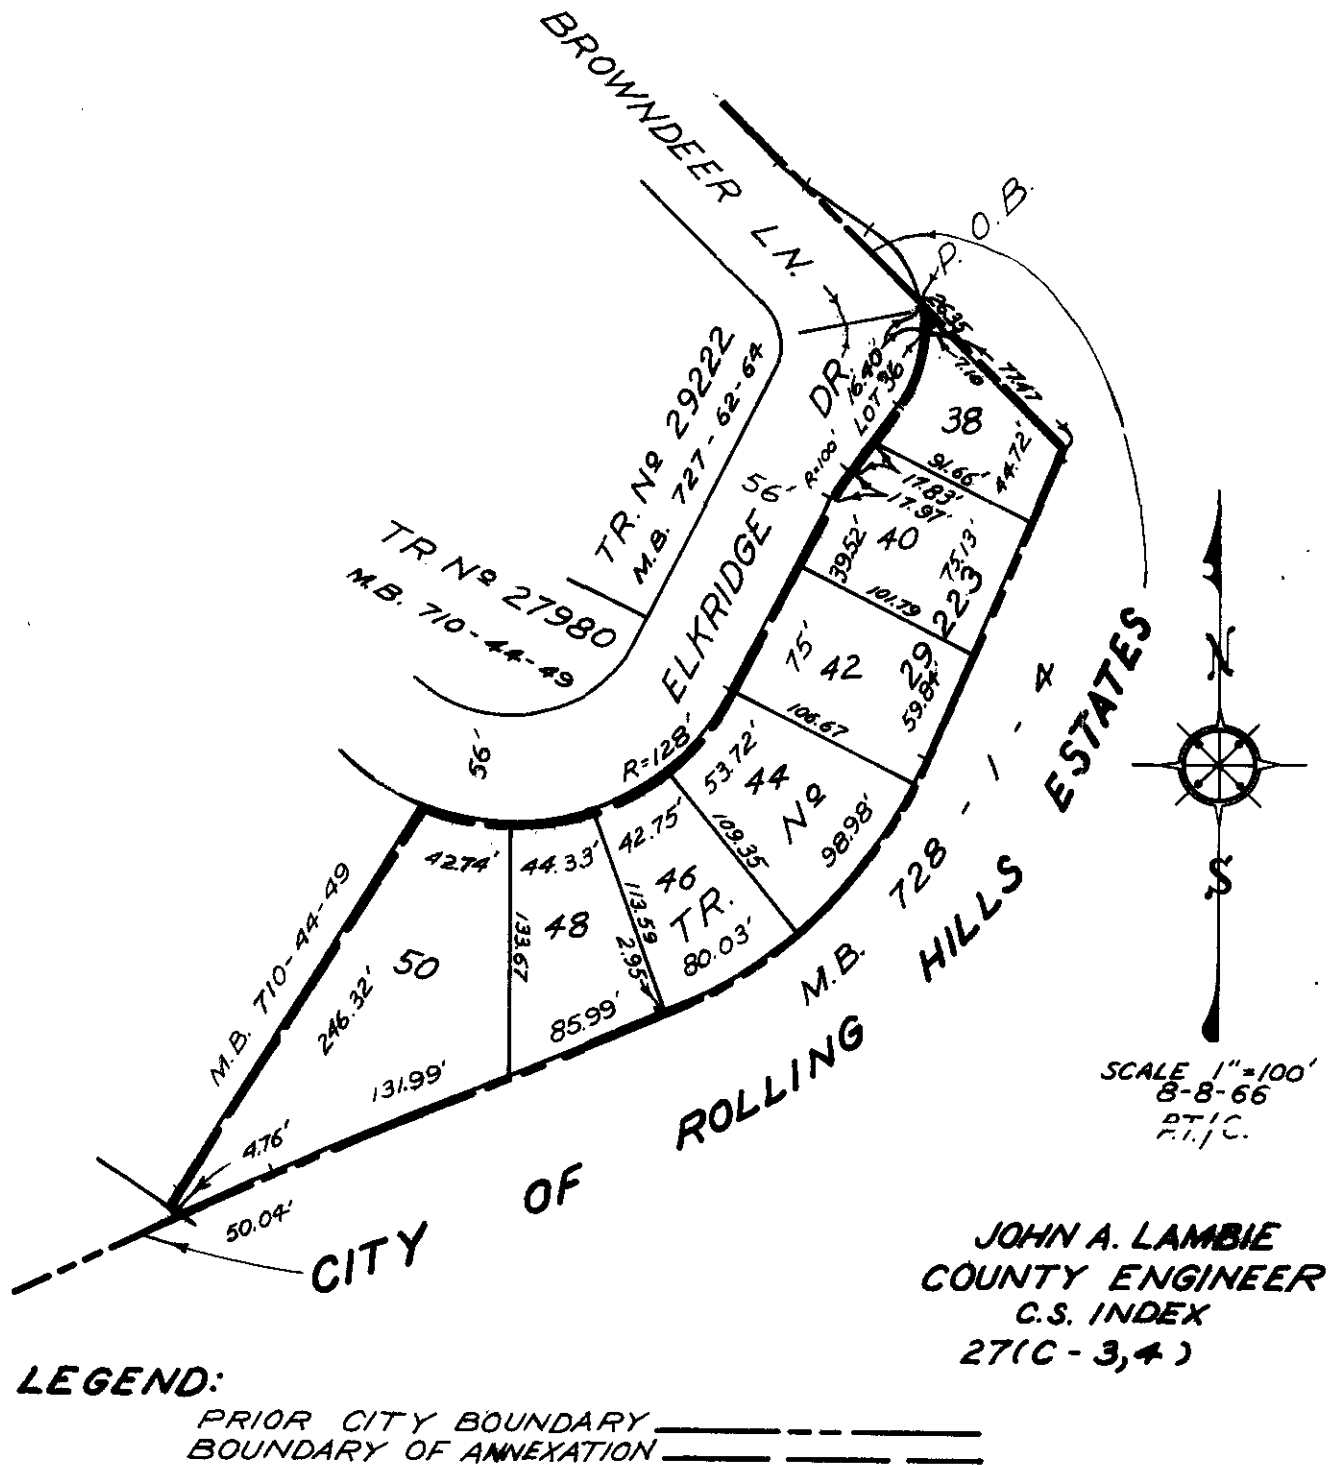 BROWNDEER LN.
P.O.B.
26.35
77.47
7.10
16.40'
LOT 36
DR.
38
44.72'
91.66'
R=100'
17.83'
17.97'
TR. Nº 29222
M.B. 727-62-64
56'
40
39.52'
75.13'
101.79
TR. Nº 27980
M.B. 710-44-49
ELKRIDGE
223
29
75'
42
59.84'
106.67
56'
R=128'
53.72'
44
Nº
98.98'
109.35
42.75'
46
TR.
80.03'
42.74'
44.33'
113.59
2.95'
48
133.67
85.99'
50
M.B. 710-44-49
246.32'
131.99'
4.76'
50.04'
M.B. 728-1-4
CITY OF ROLLING HILLS ESTATES
N
S
SCALE 1"=100'
8-8-66
JOHN A. LAMBIE
COUNTY ENGINEER
C.S. INDEX
27(C-3,4)
LEGEND:
PRIOR CITY BOUNDARY
BOUNDARY OF ANNEXATION